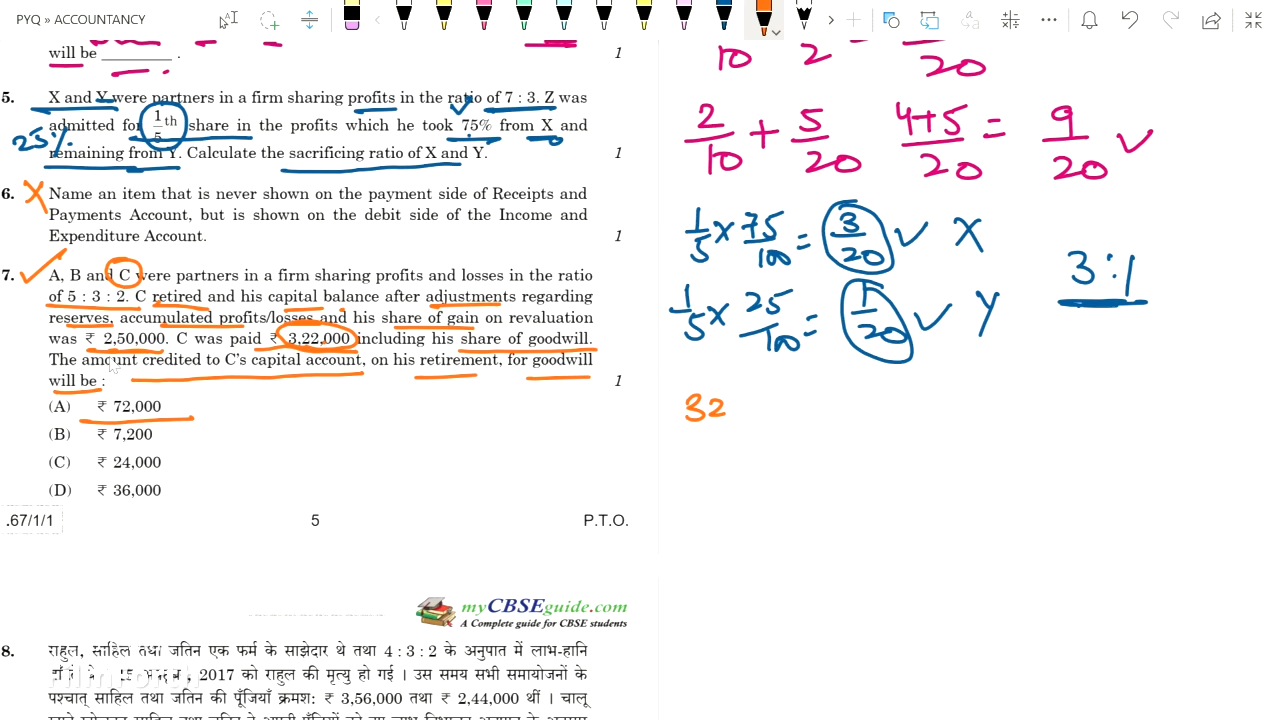 PYQ » ACCOUNTANCY
will be ________ . 1
5. X and Y were partners in a firm sharing profits in the ratio of 7 : 3. Z was
admitted for 1/5 th share in the profits which he took 75% from X and
25%
remaining from Y. Calculate the sacrificing ratio of X and Y. 1
6. Name an item that is never shown on the payment side of Receipts and
Payments Account, but is shown on the debit side of the Income and
Expenditure Account. 1
7. A, B and C were partners in a firm sharing profits and losses in the ratio
of 5 : 3 : 2. C retired and his capital balance after adjustments regarding
reserves, accumulated profits/losses and his share of gain on revaluation
was ₹ 2,50,000. C was paid ₹ 3,22,000 including his share of goodwill.
The amount credited to C's capital account, on his retirement, for goodwill
will be : 1
(A) ₹ 72,000
(B) ₹ 7,200
(C) ₹ 24,000
(D) ₹ 36,000
.67/1/1 5 P.T.O.
myCBSEguide.com
A Complete guide for CBSE students
8. राहुल, साहिल तथा जतिन एक फर्म के साझेदार थे तथा 4 : 3 : 2 के अनुपात में लाभ-हानि
2017 को राहुल की मृत्यु हो गई । उस समय सभी समायोजनों के
पश्चात् साहिल तथा जतिन की पूँजियाँ क्रमश: ₹ 3,56,000 तथा ₹ 2,44,000 थीं । चालू
10 2 20
2/10 + 5/20 4+5/20 = 9/20
1/5 × 75/100 = 3/20 X
1/5 × 25/100 = 1/20 Y
3:1
32